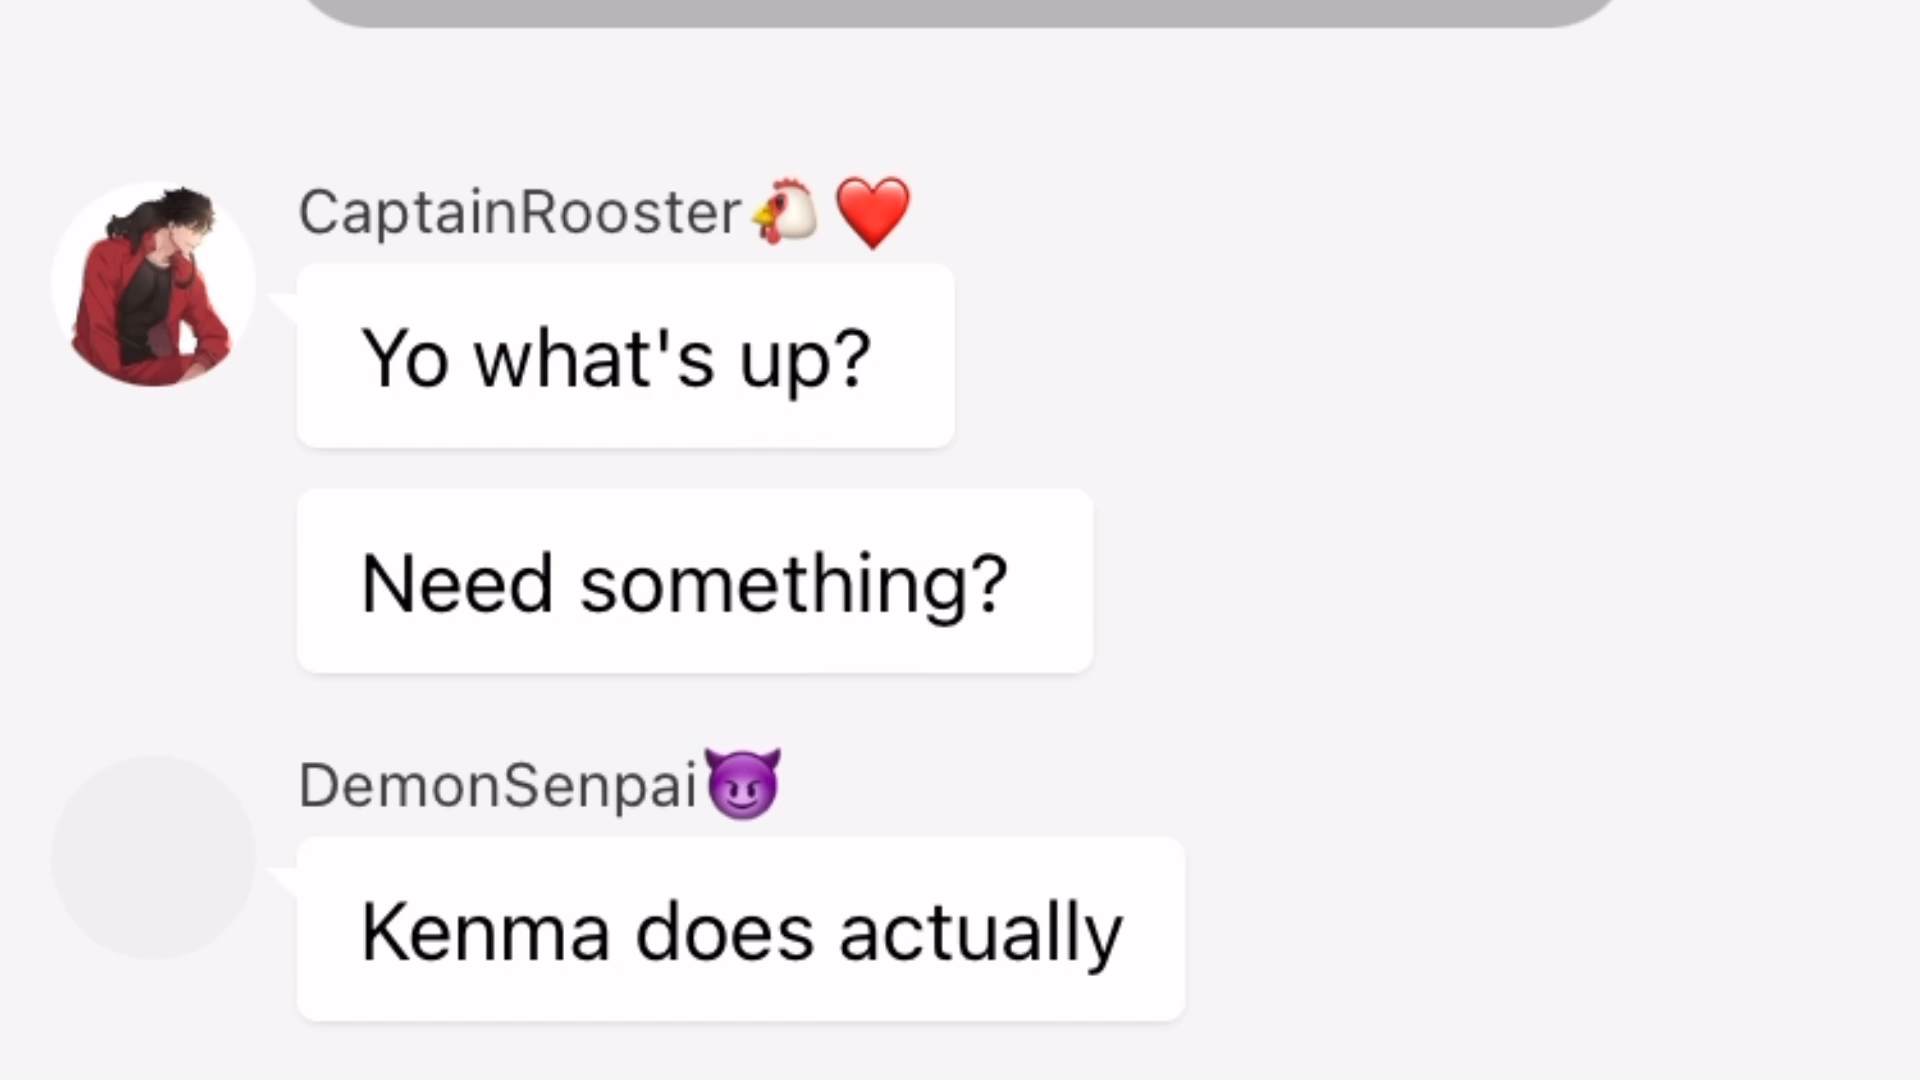 CaptainRooster🐔❤️
Yo what's up?
Need something?
DemonSenpai😈
Kenma does actually